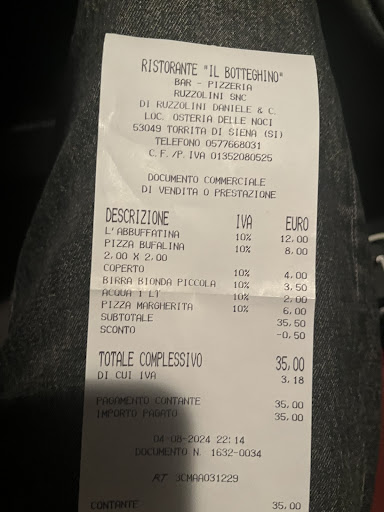 RISTORANTE "IL BOTTEGHINO"
BAR - PIZZERIA
RUZZOLINI SNC
DI RUZZOLINI DANIELE & C.
LOC. OSTERIA DELLE NOCI
53049 TORRITA DI SIENA (SI)
TELEFONO 0577668031
C.F./P.IVA 01352080525
DOCUMENTO COMMERCIALE
DI VENDITA O PRESTAZIONE
DESCRIZIONE IVA EURO
L'ABBUFFATINA 10% 12,00
PIZZA BUFALINA 10% 8,00
2,00 X 2,00
COPERTO 10% 4,00
BIRRA BIONDA PICCOLA 10% 3,50
ACQUA 1 LT 10% 2,00
PIZZA MARGHERITA 10% 6,00
SUBTOTALE 35,50
SCONTO -0,50
TOTALE COMPLESSIVO 35,00
DI CUI IVA 3,18
PAGAMENTO CONTANTE 35,00
IMPORTO PAGATO 35,00
04-08-2024 22:14
DOCUMENTO N. 1632-0034
RT 3CMAA031229
CONTANTE 35,00